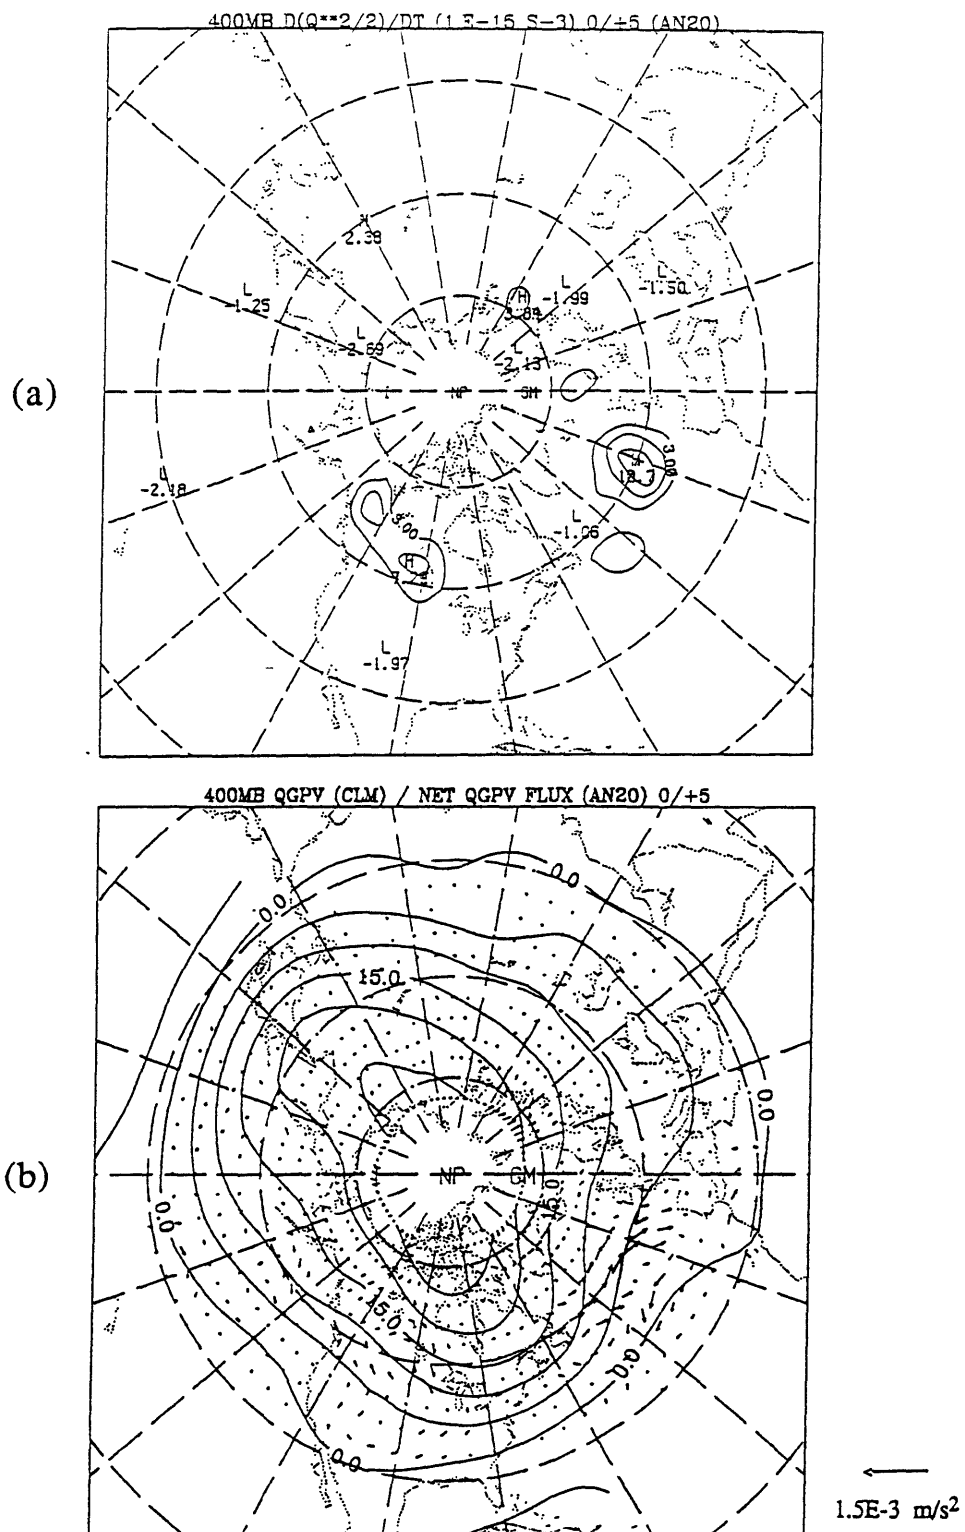 400MB D(Q**2/2)/DT (1.E-15 S-3) 0/+5 (AN20)
H
2.38
L
-1.25
L
-1.50
H
3.84
L
-1.99
L
-2.69
L
-2.13
(a)
NP
GM
3.00
L
-2.18
3.00
L
-1.06
H
L
-1.97
400MB QGPV (CLM) / NET QGPV FLUX (AN20) 0/+5
0.0
0.0
15.0
0.0
(b)
NP
GM
15.0
0.0
15.0
0.0
0.0
1.5E-3 m/s2